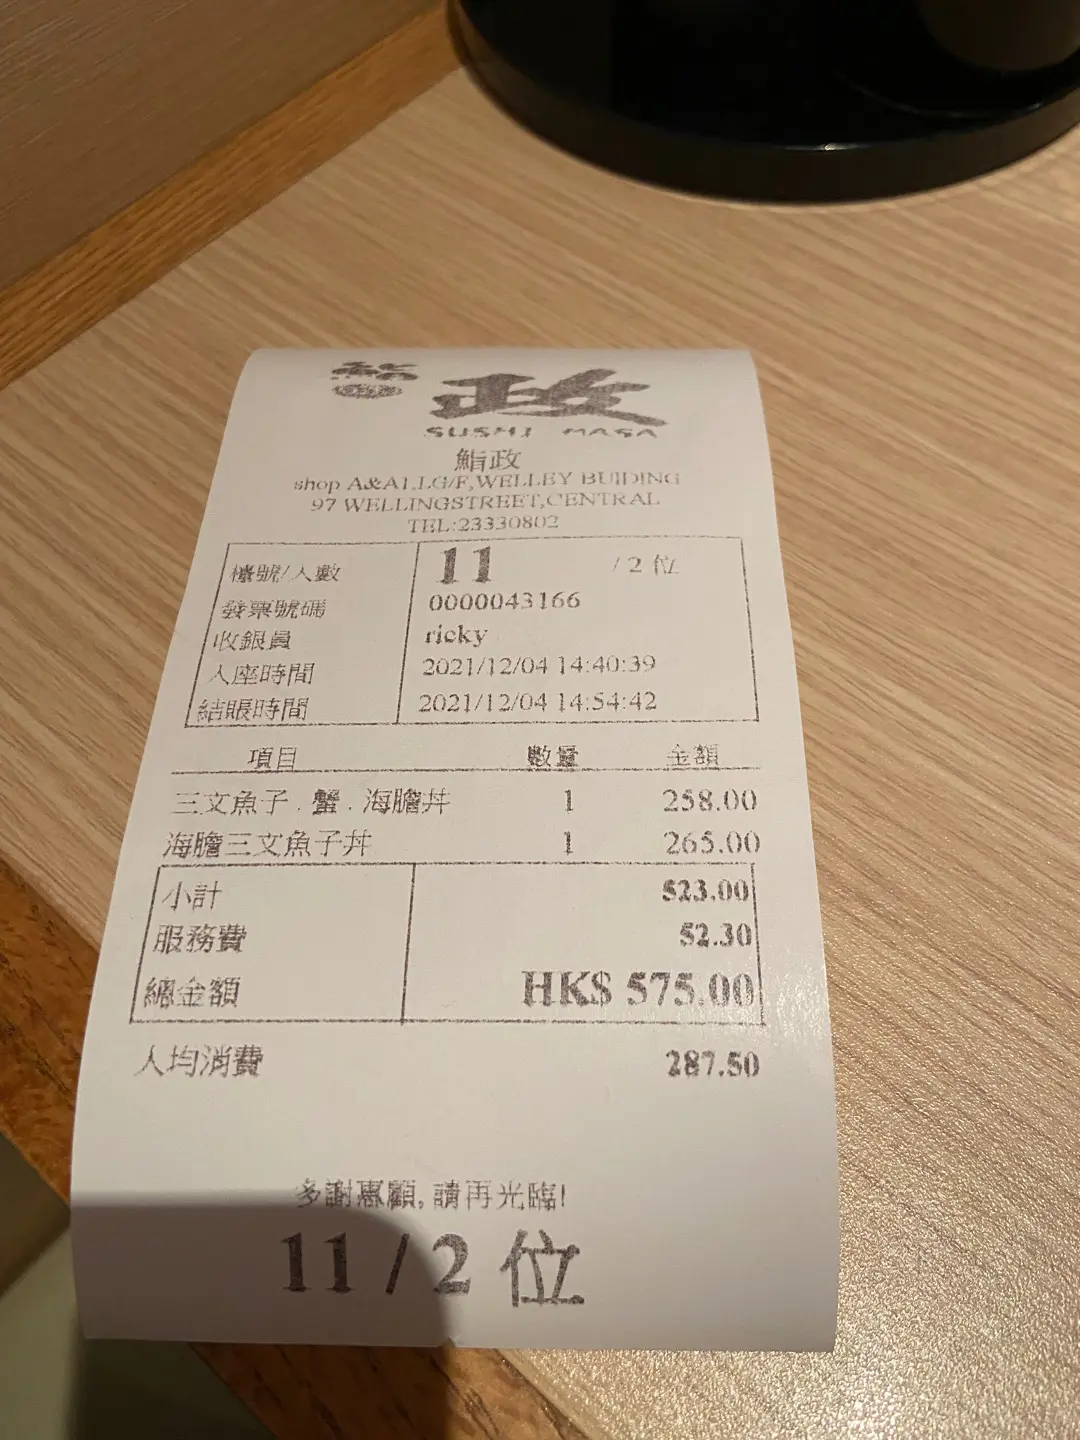 鮨 政
SUSHI MASA
鮨政
shop A&A1,LG/F,WELLEY BUIDING
97 WELLINGSTREET,CENTRAL
TEL:23330802
檯號/人數 11 / 2 位
發票號碼 0000043166
收銀員 ricky
入座時間 2021/12/04 14:40:39
結賬時間 2021/12/04 14:54:42
項目 數量 金額
三文魚子 . 蟹 . 海膽丼 1 258.00
海膽三文魚子丼 1 265.00
小計 523.00
服務費 52.30
總金額 HK$ 575.00
人均消費 287.50
多謝惠顧, 請再光臨!
11 / 2 位